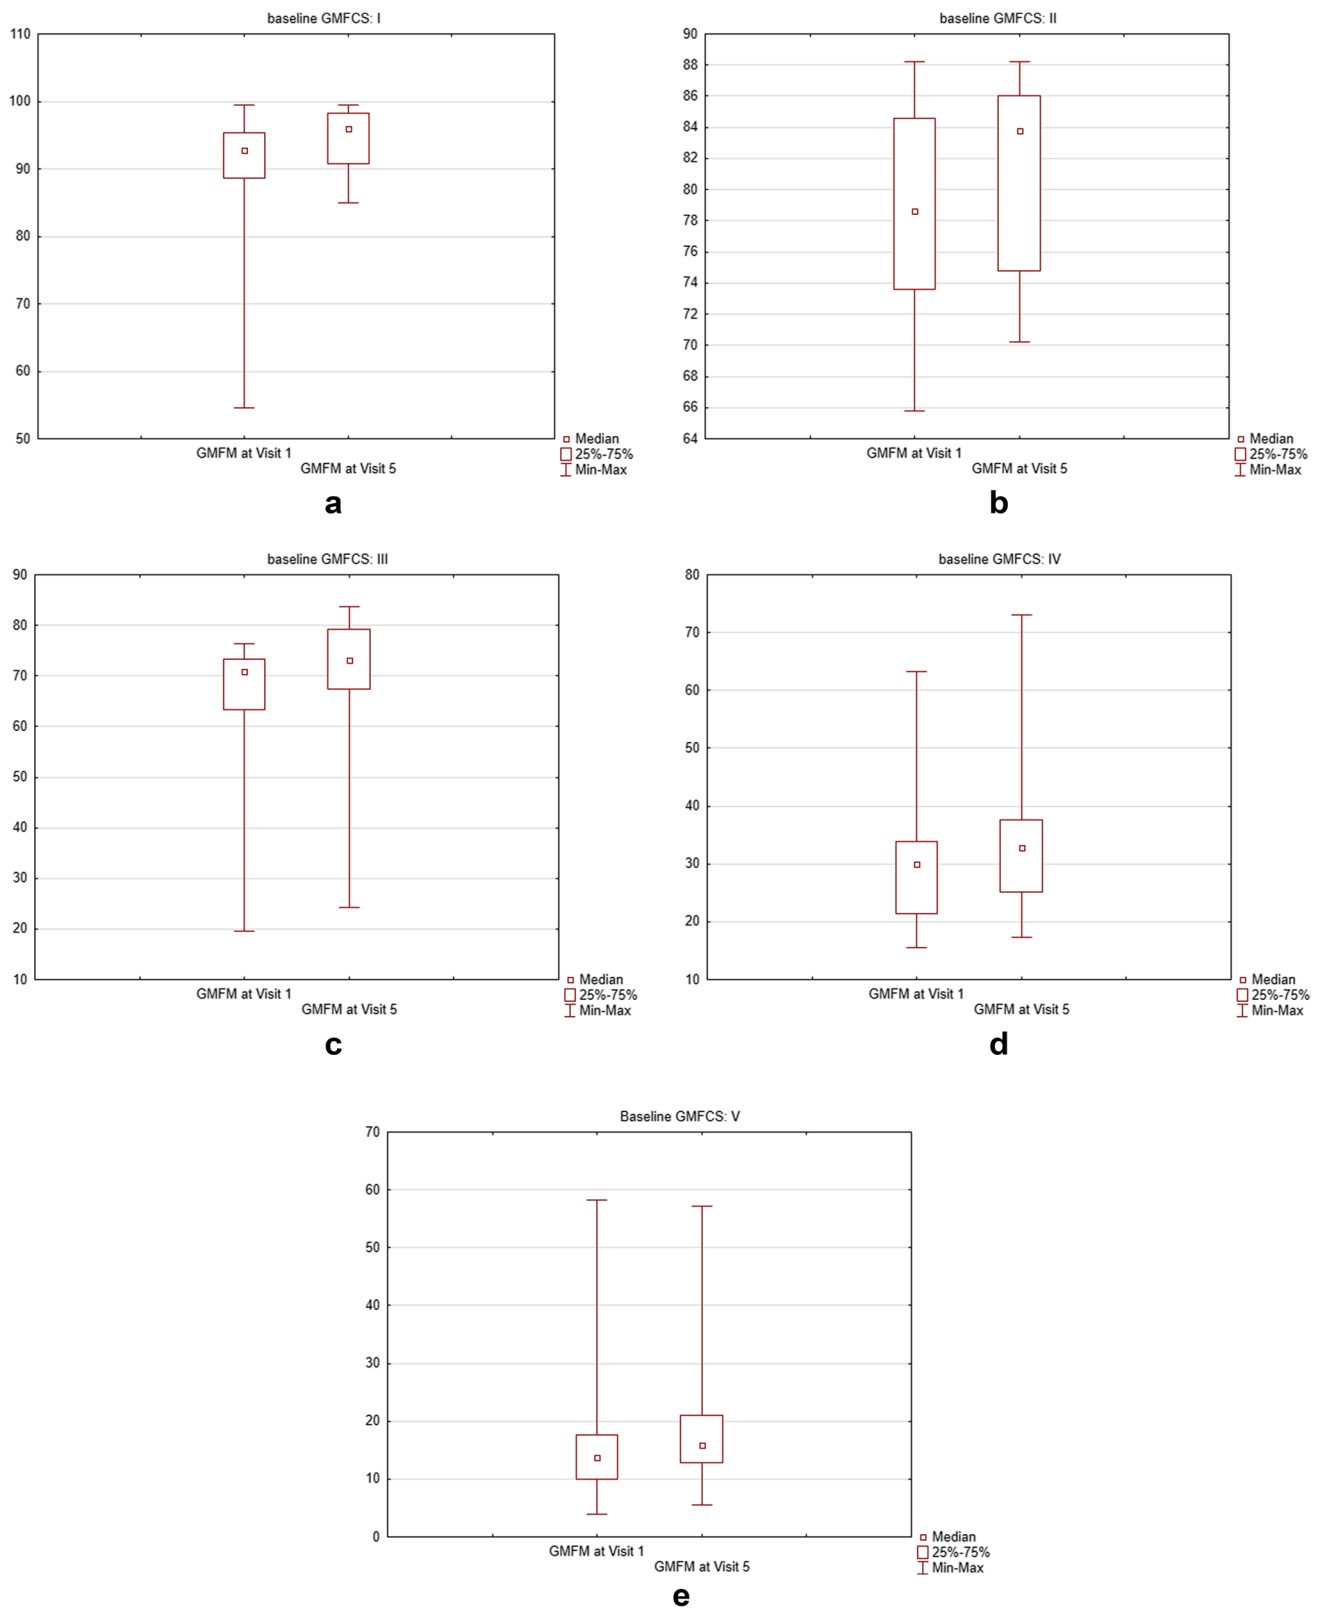 baseline GMFCS: I
110
100
90
80
70
60
50
GMFM at Visit 1
GMFM at Visit 5
Median
25%-75%
Min-Max
a
baseline GMFCS: II
90
88
86
84
82
80
78
76
74
72
70
68
66
64
GMFM at Visit 1
GMFM at Visit 5
Median
25%-75%
Min-Max
b
baseline GMFCS: III
90
80
70
60
50
40
30
20
10
GMFM at Visit 1
GMFM at Visit 5
Median
25%-75%
Min-Max
c
baseline GMFCS: IV
80
70
60
50
40
30
20
10
GMFM at Visit 1
GMFM at Visit 5
Median
25%-75%
Min-Max
d
Baseline GMFCS: V
70
60
50
40
30
20
10
0
GMFM at Visit 1
GMFM at Visit 5
Median
25%-75%
Min-Max
e